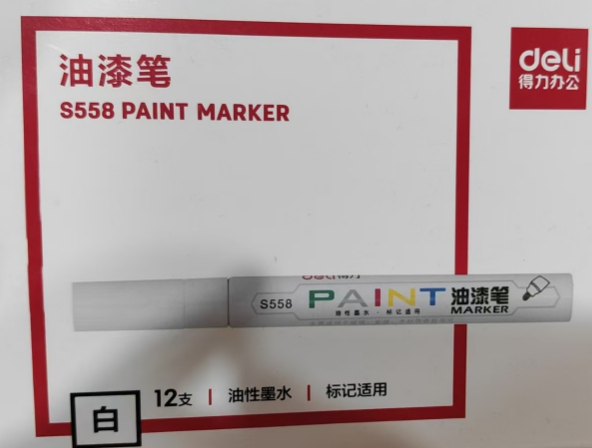 油漆笔
S558 PAINT MARKER
deli
得力办公
S558 PAINT 油漆笔
MARKER
油性墨水 · 标记适用
12支 | 油性墨水 | 标记适用
白